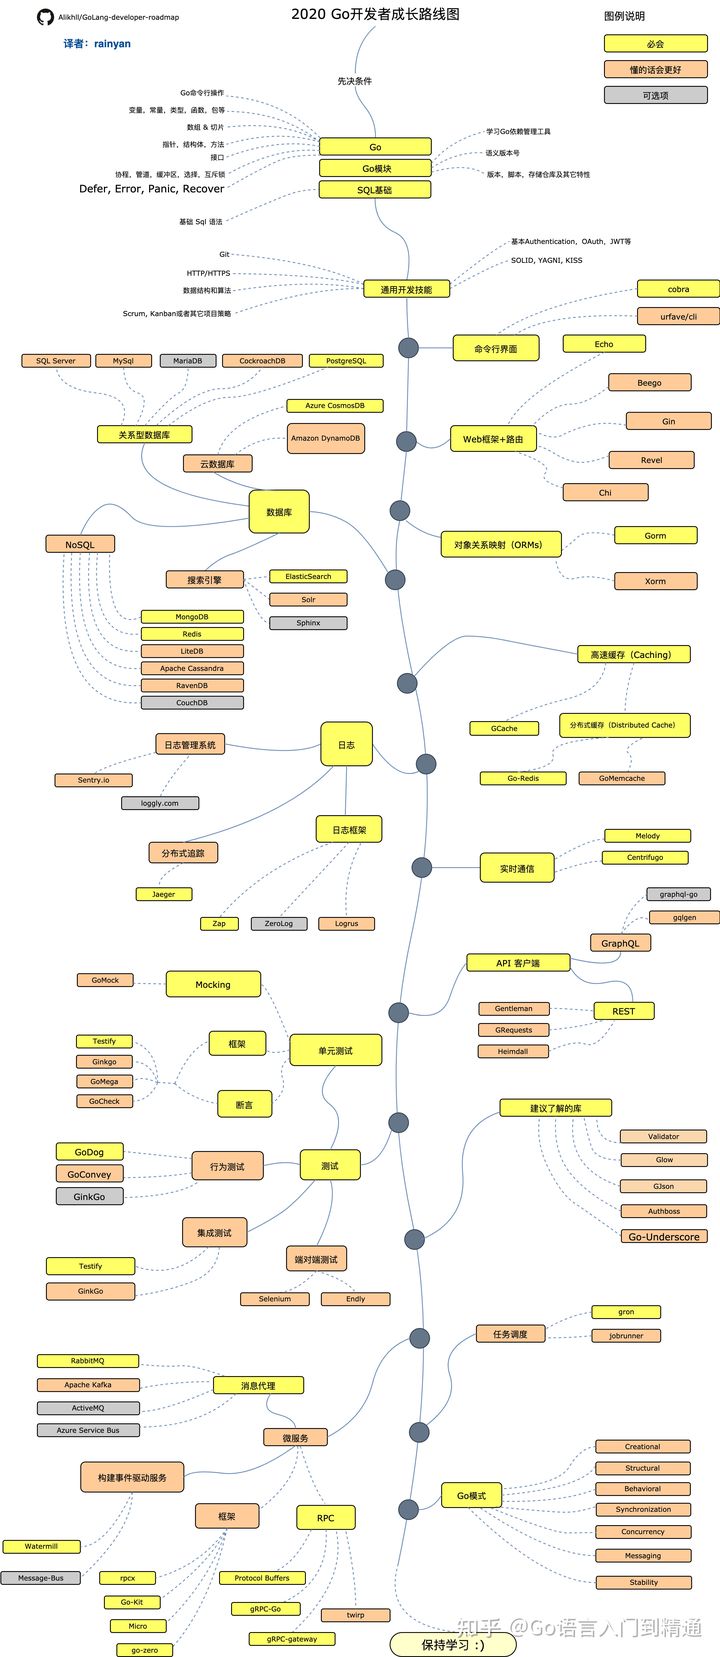 Alikhll/GoLang-developer-roadmap
译者：rainyan
2020 Go开发者成长路线图
图例说明
必会
懂的话会更好
可选项
先决条件
Go命令行操作
变量，常量，类型，函数，包等
数组 & 切片
指针，结构体，方法
接口
协程，管道，缓冲区，选择，互斥锁
Defer, Error, Panic, Recover
基础 Sql 语法
Go
Go模块
SQL基础
学习Go依赖管理工具
语义版本号
版本，脚本，存储仓库及其它特性
Git
HTTP/HTTPS
数据结构和算法
Scrum, Kanban或者其它项目策略
通用开发技能
基本Authentication，OAuth，JWT等
SOLID, YAGNI, KISS
命令行界面
cobra
urfave/cli
Web框架+路由
Echo
Beego
Gin
Revel
Chi
SQL Server
MySql
MariaDB
CockroachDB
PostgreSQL
关系型数据库
Azure CosmosDB
Amazon DynamoDB
云数据库
数据库
NoSQL
搜索引擎
ElasticSearch
Solr
Sphinx
MongoDB
Redis
LiteDB
Apache Cassandra
RavenDB
CouchDB
对象关系映射（ORMs）
Gorm
Xorm
高速缓存（Caching）
GCache
分布式缓存（Distributed Cache）
Go-Redis
GoMemcache
日志管理系统
日志
Sentry.io
loggly.com
分布式追踪
Jaeger
日志框架
Zap
ZeroLog
Logrus
实时通信
Melody
Centrifugo
API 客户端
graphql-go
gqlgen
GraphQL
REST
Gentleman
GRequests
Heimdall
GoMock
Mocking
Testify
Ginkgo
GoMega
GoCheck
框架
断言
单元测试
测试
GoDog
GoConvey
GinkGo
行为测试
集成测试
Testify
GinkGo
端对端测试
Selenium
Endly
建议了解的库
Validator
Glow
GJson
Authboss
Go-Underscore
任务调度
gron
jobrunner
RabbitMQ
Apache Kafka
ActiveMQ
Azure Service Bus
消息代理
微服务
构建事件驱动服务
Watermill
Message-Bus
框架
rpcx
Go-Kit
Micro
go-zero
RPC
Protocol Buffers
gRPC-Go
gRPC-gateway
twirp
Go模式
Creational
Structural
Behavioral
Synchronization
Concurrency
Messaging
Stability
保持学习 :)
知乎 @Go语言入门到精通